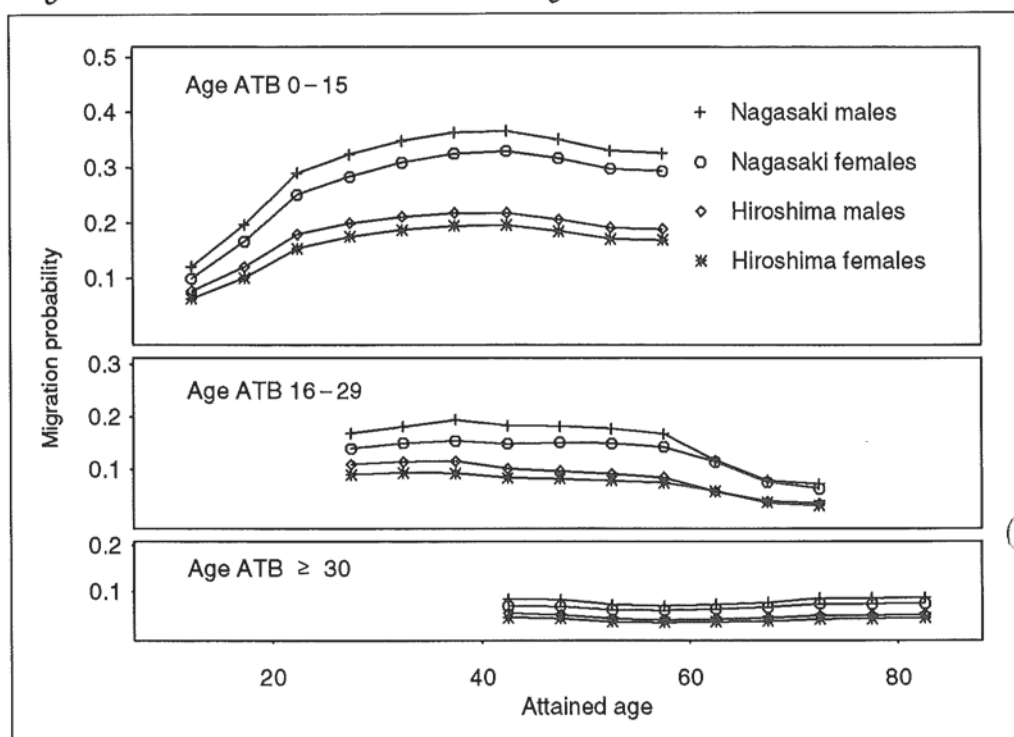 0.5
Age ATB 0–15
0.4
0.3
0.2
0.1
+ Nagasaki males
Nagasaki females
Hiroshima males
Hiroshima females
Migration probability
0.3
Age ATB 16–29
0.2
0.1
0.2
Age ATB ≥ 30
0.1
20
40
60
80
Attained age